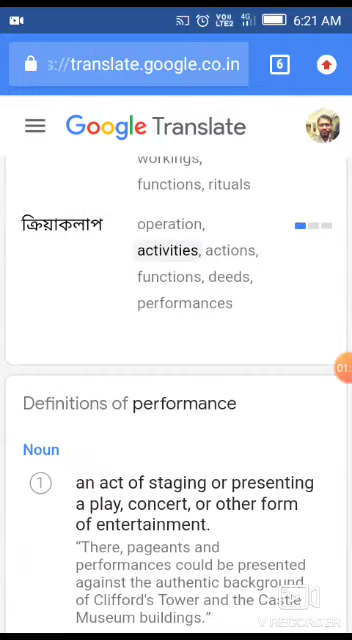 VoLTE2 4G 6:21 AM
s://translate.google.co.in 6
Google Translate
workings,
functions, rituals
ক্রিয়াকলাপ operation,
activities, actions,
functions, deeds,
performances
01:
Definitions of performance
Noun
1 an act of staging or presenting
a play, concert, or other form
of entertainment.
“There, pageants and
performances could be presented
against the authentic background
of Clifford's Tower and the Castle
Museum buildings.”
V RECORDER